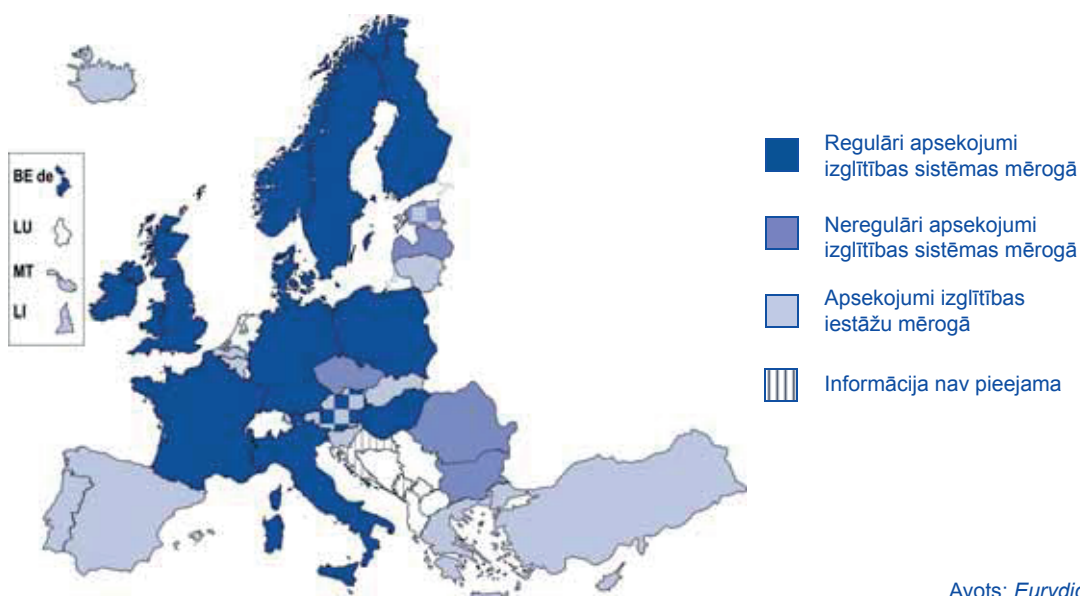 BE de
LU
MT
LI
Regulāri apsekojumi
izglītības sistēmas mērogā
Neregulāri apsekojumi
izglītības sistēmas mērogā
Apsekojumi izglītības
iestāžu mērogā
Informācija nav pieejama
Avots: